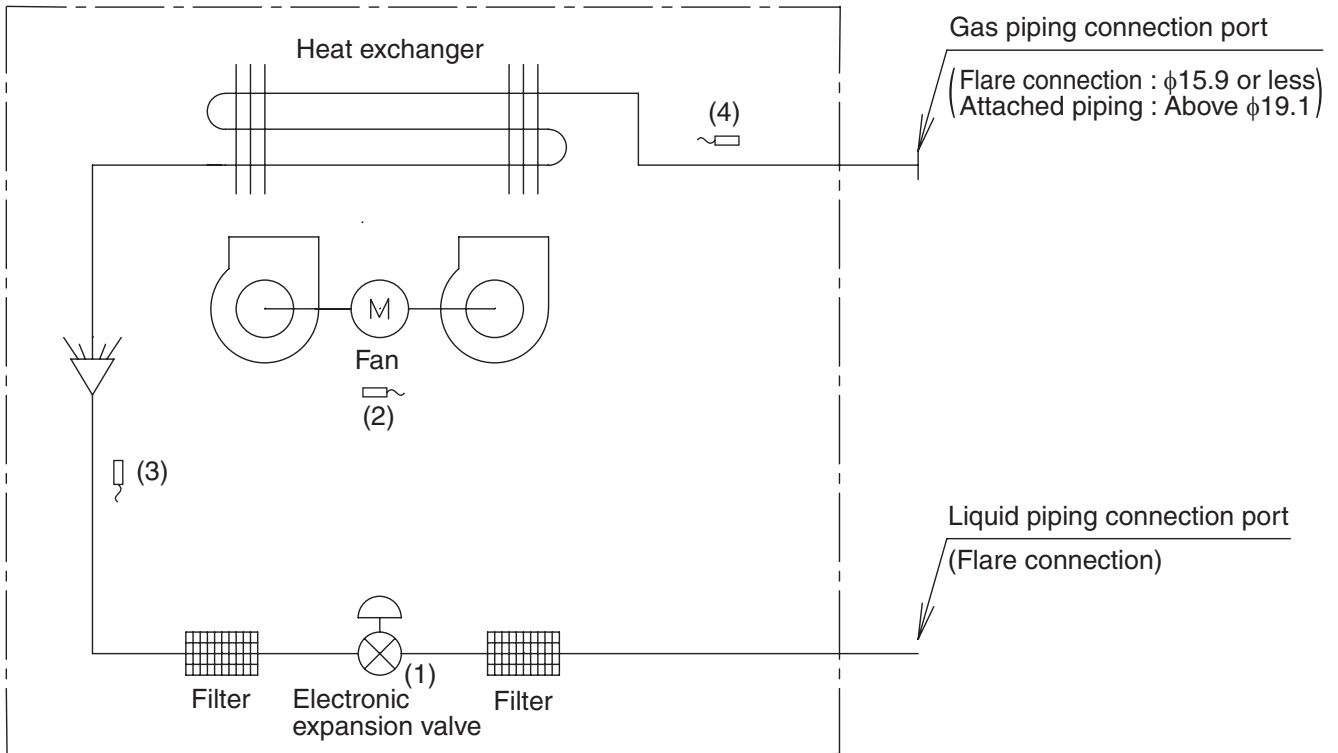 Heat exchanger
Gas piping connection port
(Flare connection : ϕ15.9 or less
Attached piping : Above ϕ19.1)
(4)
M
Fan
(2)
(3)
Liquid piping connection port
(Flare connection)
(1)
Filter
Electronic
expansion valve
Filter